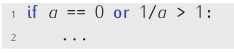 1 if a == 0 or 1/a > 1:
2 ...